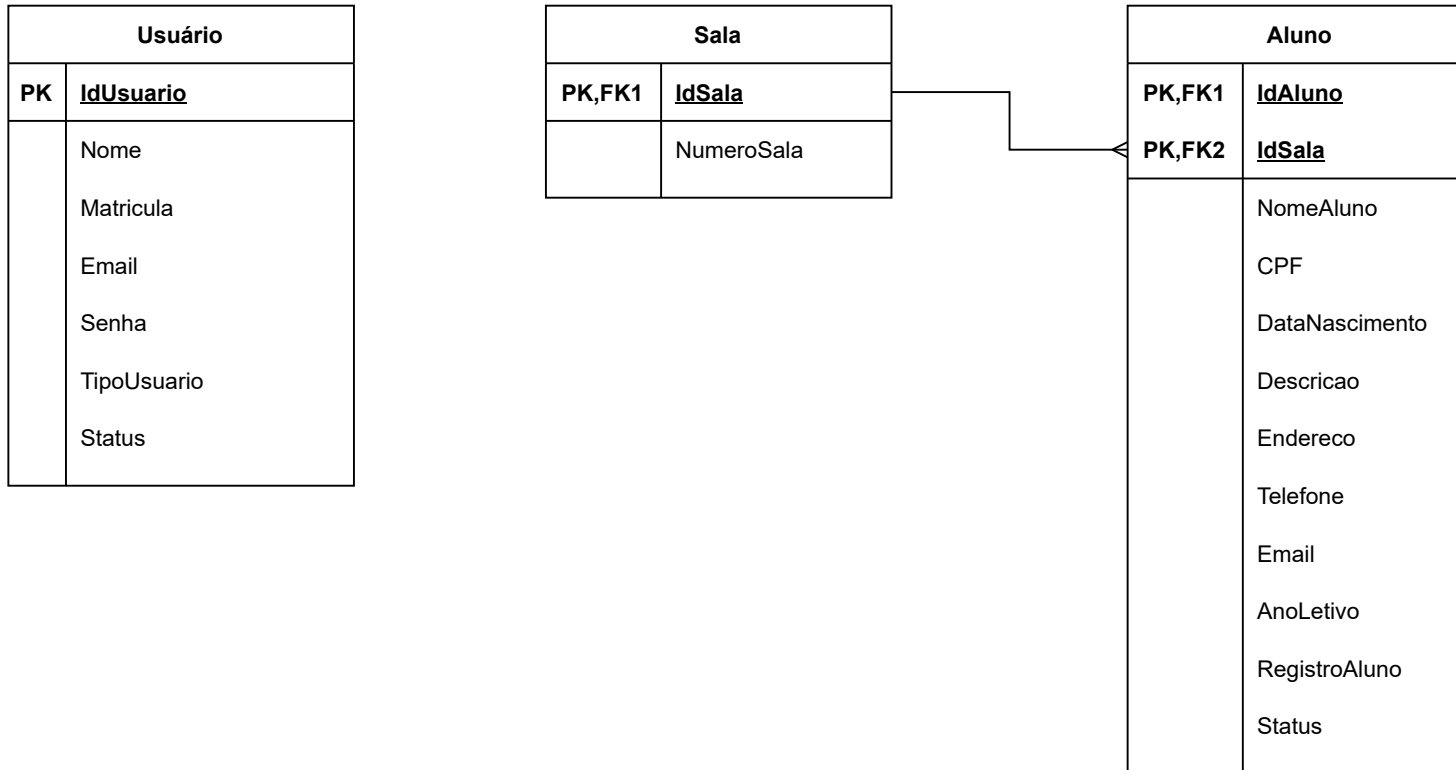 Usuário
PK IdUsuario
Nome
Matricula
Email
Senha
TipoUsuario
Status
Sala
PK,FK1 IdSala
NumeroSala
Aluno
PK,FK1 IdAluno
PK,FK2 IdSala
NomeAluno
CPF
DataNascimento
Descricao
Endereco
Telefone
Email
AnoLetivo
RegistroAluno
Status